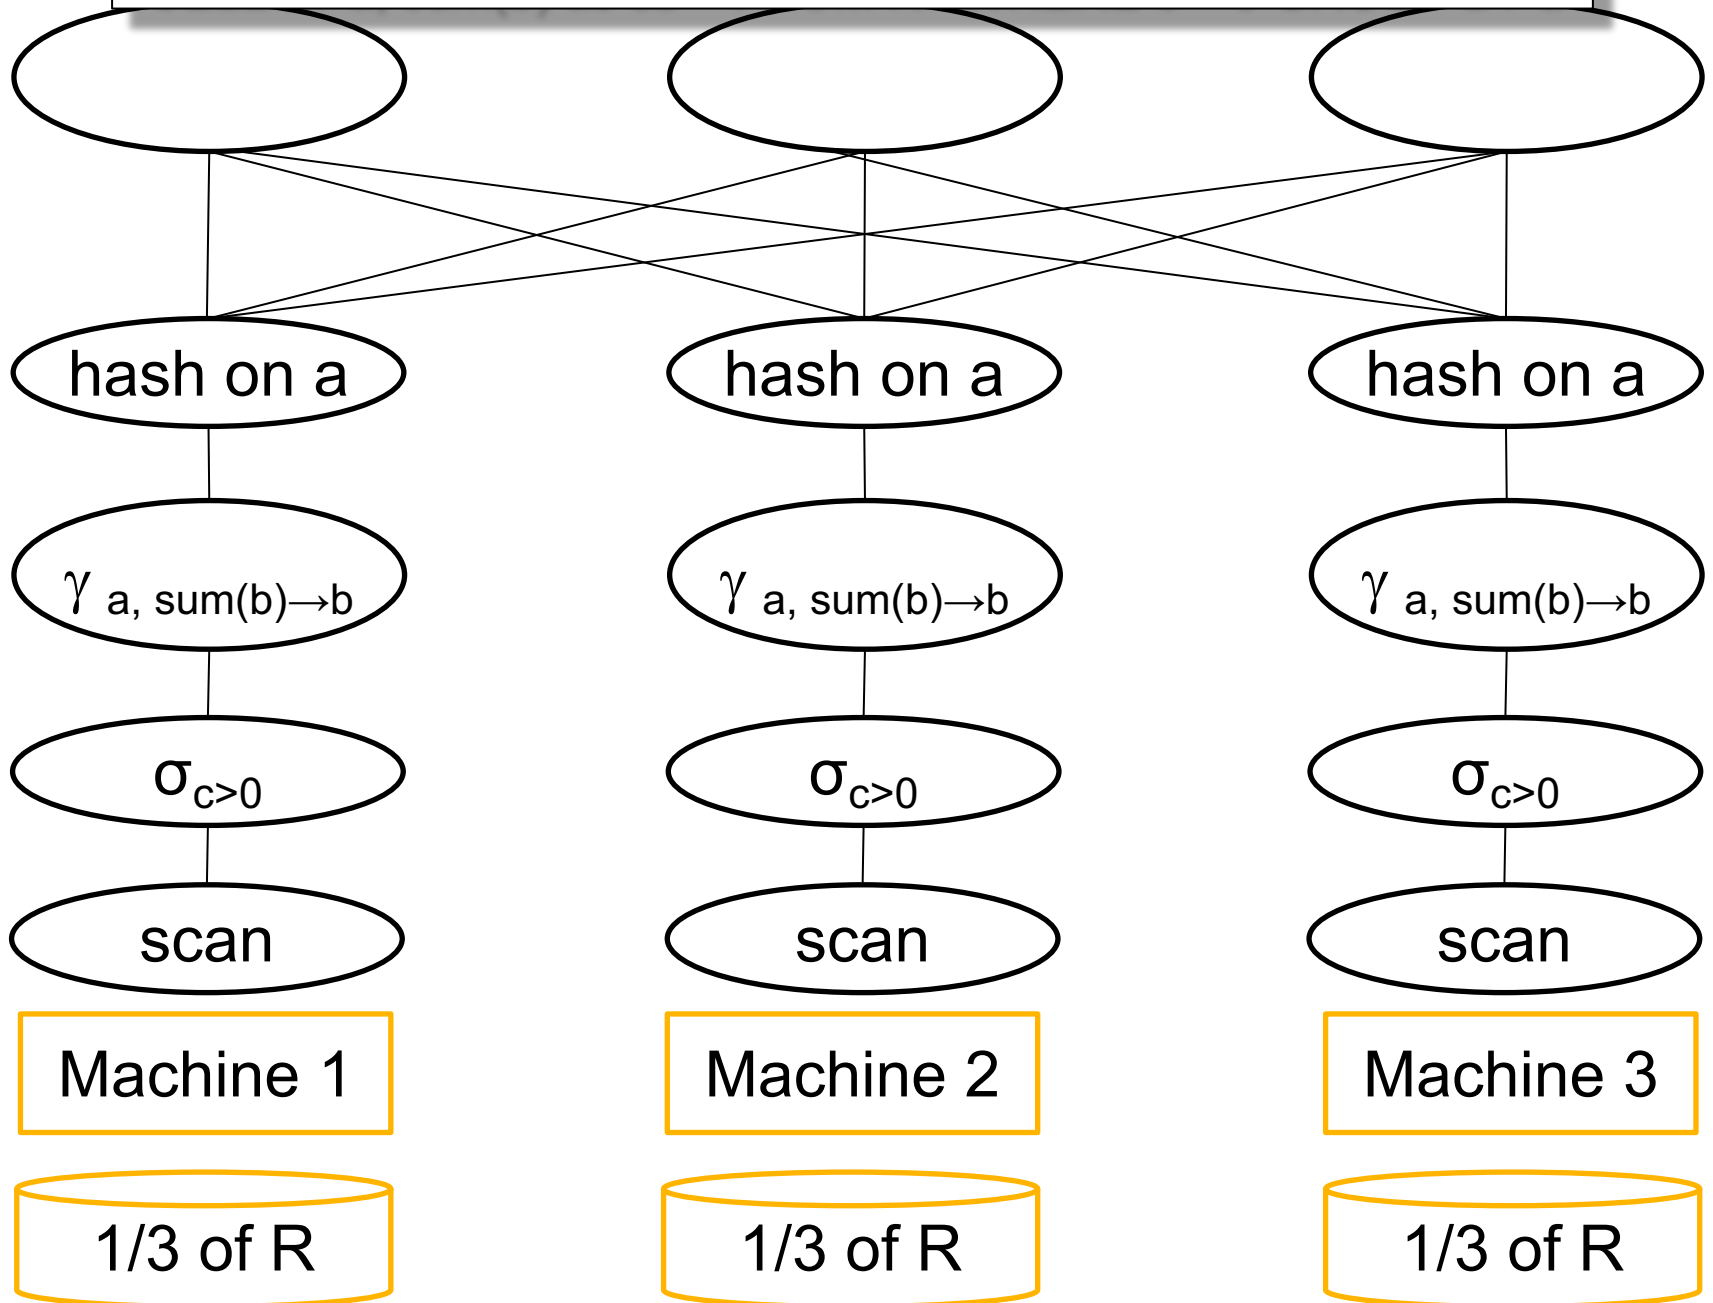 hash on a
hash on a
hash on a
γ a, sum(b)→b
γ a, sum(b)→b
γ a, sum(b)→b
σc>0
σc>0
σc>0
scan
scan
scan
Machine 1
Machine 2
Machine 3
1/3 of R
1/3 of R
1/3 of R